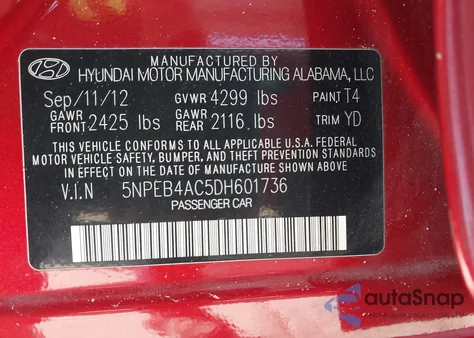 MANUFACTURED BY
HYUNDAI MOTOR MANUFACTURING ALABAMA, LLC
Sep/11/12 GVWR 4299 lbs PAINT T4
GAWR FRONT 2425 lbs GAWR REAR 2116 lbs TRIM YD
THIS VEHICLE CONFORMS TO ALL APPLICABLE U.S. FEDERAL
MOTOR VEHICLE SAFETY, BUMPER, AND THEFT PREVENTION STANDARDS
IN EFFECT ON THE DATE OF MANUFACTURE SHOWN ABOVE
V.I.N 5NPEB4AC5DH601736
PASSENGER CAR
autoSnap